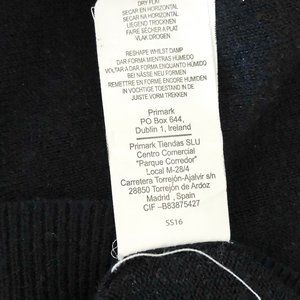 DRY FLAT
SECAR EN HORIZONTAL
SECAR NA HORIZONTAL
LIEGEND TROCKNEN
FAIRE SÉCHER À PLAT
VLAK DROGEN
RESHAPE WHILST DAMP
DAR FORMA MIENTRAS HÚMEDO
VOLTAR A DAR FORMA ENQUANTO HÚMIDO
BEI NÄSSE NEU FORMEN
REMETTRE EN FORME ENCORE HUMIDE
IN VOCHTIGE TOESTAND IN DE
JUISTE VORM TREKKEN
Primark
PO Box 644,
Dublin 1, Ireland
Primark Tiendas SLU
Centro Comercial
"Parque Corredor"
Local M-28/4
Carretera Torrejón-Ajalvir s/n
28850 Torrejón de Ardoz
Madrid , Spain
CIF –B83875427
SS16